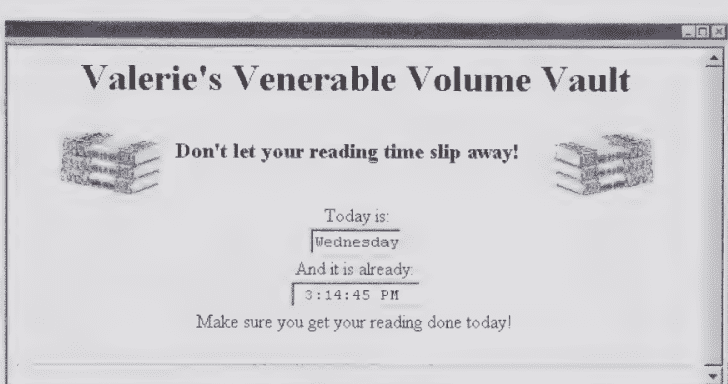 Valerie's Venerable Volume Vault
Don't let your reading time slip away!
Today is:
Wednesday
And it is already:
3:14:45 PM
Make sure you get your reading done today!